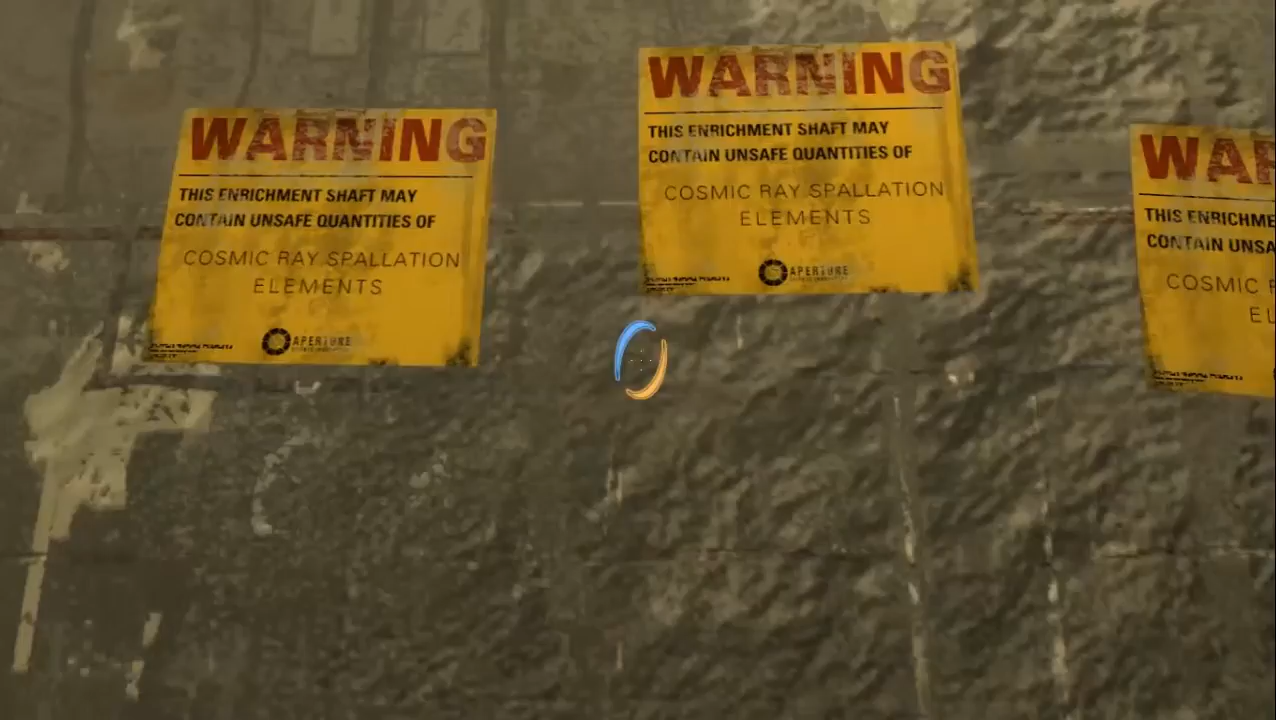 WARNING
THIS ENRICHMENT SHAFT MAY
CONTAIN UNSAFE QUANTITIES OF
COSMIC RAY SPALLATION
ELEMENTS
APERTURE
WARNING
THIS ENRICHMENT SHAFT MAY
CONTAIN UNSAFE QUANTITIES OF
COSMIC RAY SPALLATION
ELEMENTS
APERTURE
WAR
THIS ENRICHME
CONTAIN UNSA
COSMIC R
EL